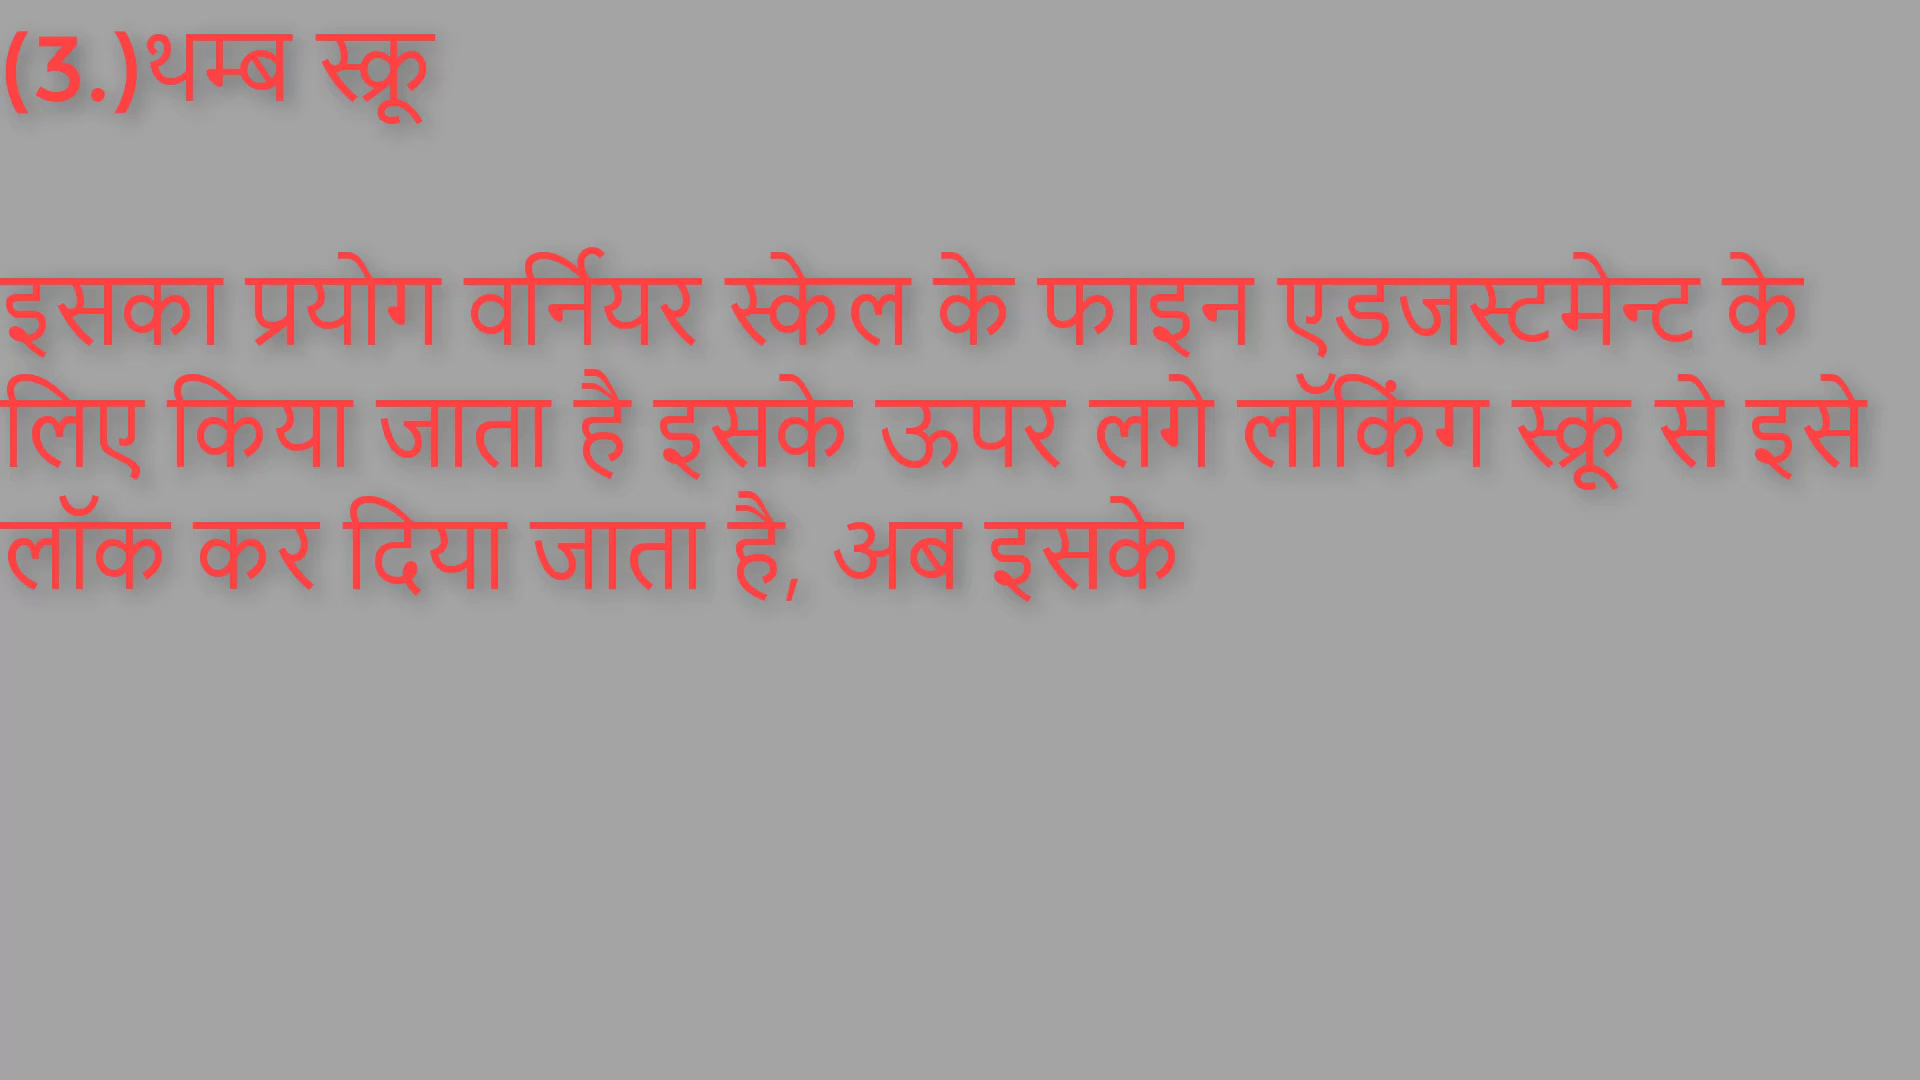 (3.)थम्ब स्क्रू
इसका प्रयोग वर्नियर स्केल के फाइन एडजस्टमेन्ट के
लिए किया जाता है इसके ऊपर लगे लॉकिंग स्क्रू से इसे
लॉक कर दिया जाता है, अब इसके